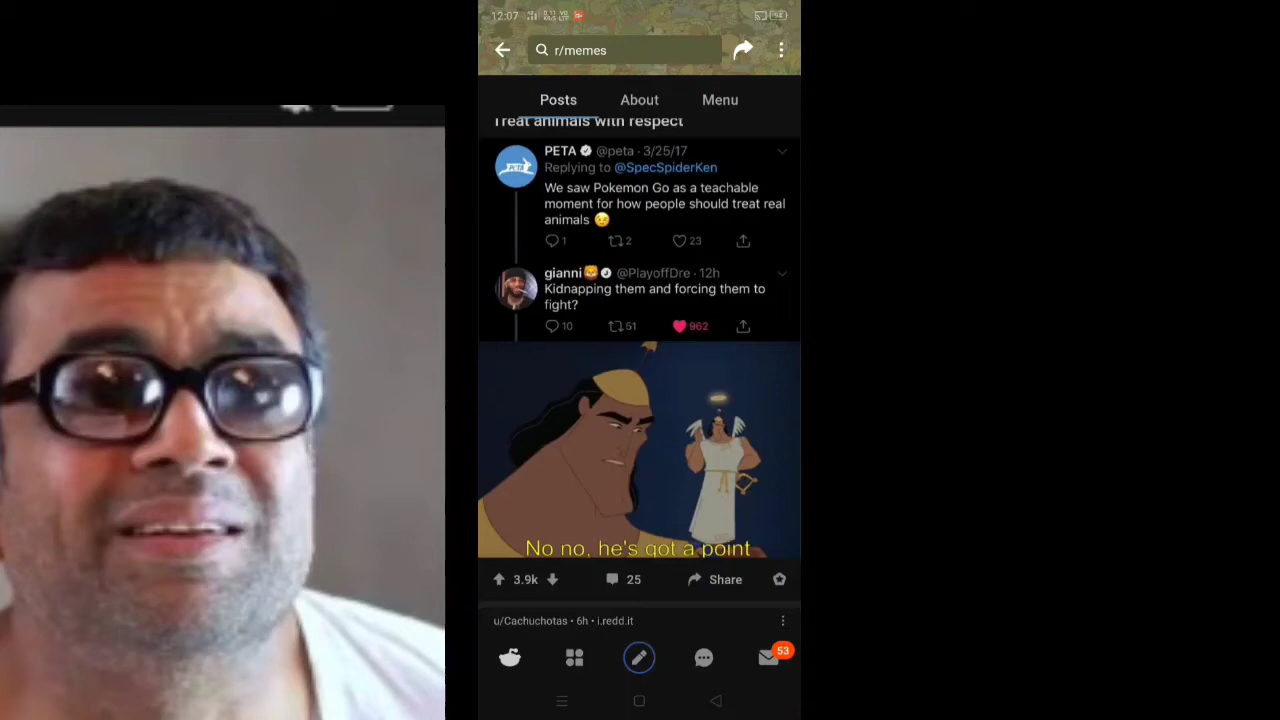 12:07
r/memes
Posts
About
Menu
Treat animals with respect
PETA @peta · 3/25/17
Replying to @SpecSpiderKen
We saw Pokemon Go as a teachable
moment for how people should treat real
animals 😉
1
2
23
gianni🦁 @PlayoffDre · 12h
Kidnapping them and forcing them to
fight?
10
51
962
No no, he's got a point
3.9k
25
Share
u/Cachuchotas • 6h • i.redd.it
53